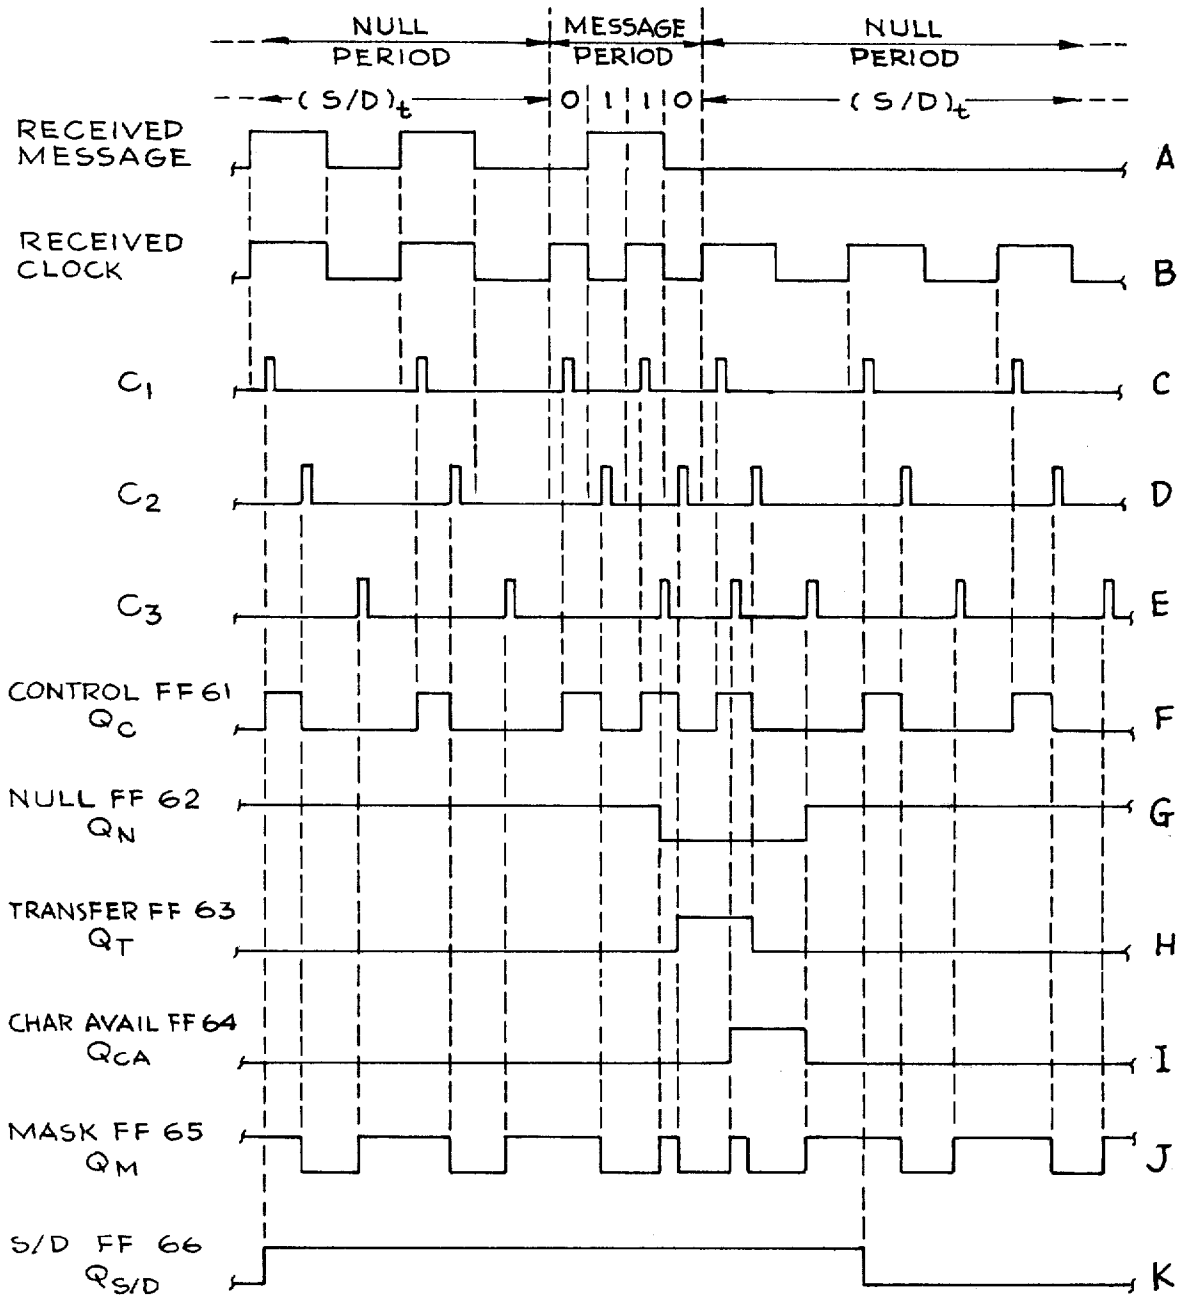 NULL PERIOD
MESSAGE PERIOD
NULL PERIOD
(S/D)t
0 1 1 0
(S/D)t
RECEIVED MESSAGE
A
RECEIVED CLOCK
B
C1
C
C2
D
C3
E
CONTROL FF 61
QC
F
NULL FF 62
QN
G
TRANSFER FF 63
QT
H
CHAR AVAIL FF 64
QCA
I
MASK FF 65
QM
J
S/D FF 66
QS/D
K